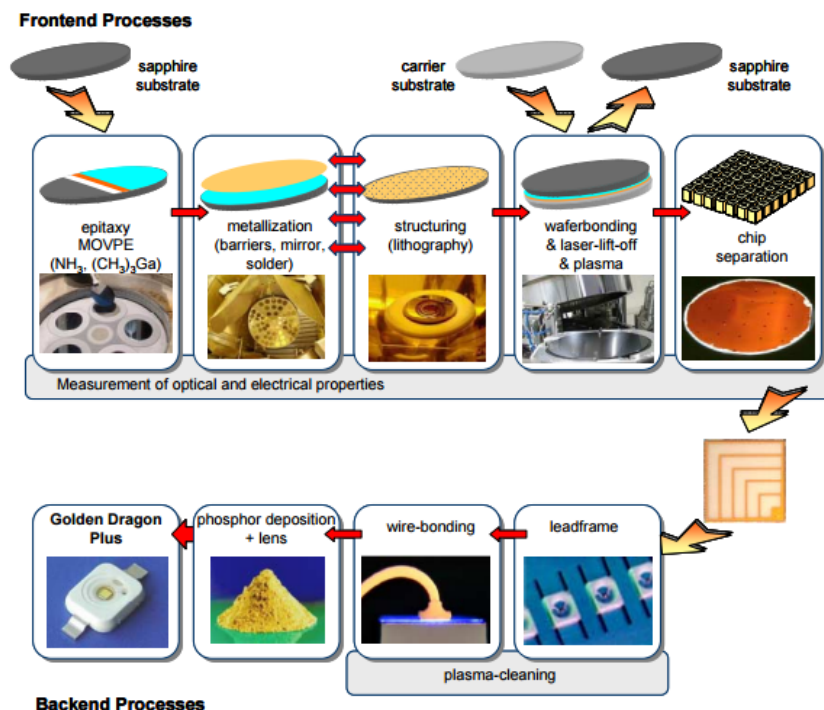 Frontend Processes
sapphire
substrate
carrier
substrate
sapphire
substrate
epitaxy
MOVPE
(NH₃, (CH₃)₃Ga)
metallization
(barriers, mirror,
solder)
structuring
(lithography)
waferbonding
& laser-lift-off
& plasma
chip
separation
Measurement of optical and electrical properties
Golden Dragon
Plus
phosphor deposition
+ lens
wire-bonding
leadframe
plasma-cleaning
Backend Processes